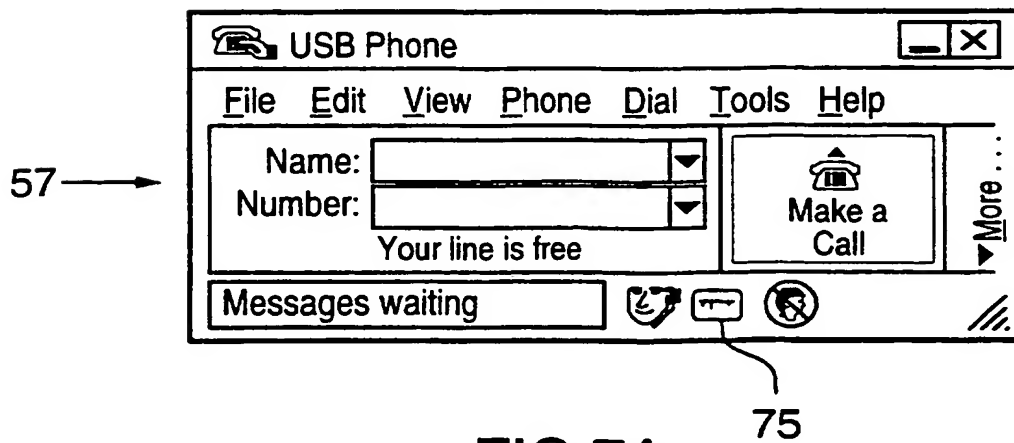 USB Phone
File Edit View Phone Dial Tools Help
57
Name:
Number:
Your line is free
Make a
Call
More...
Messages waiting
75